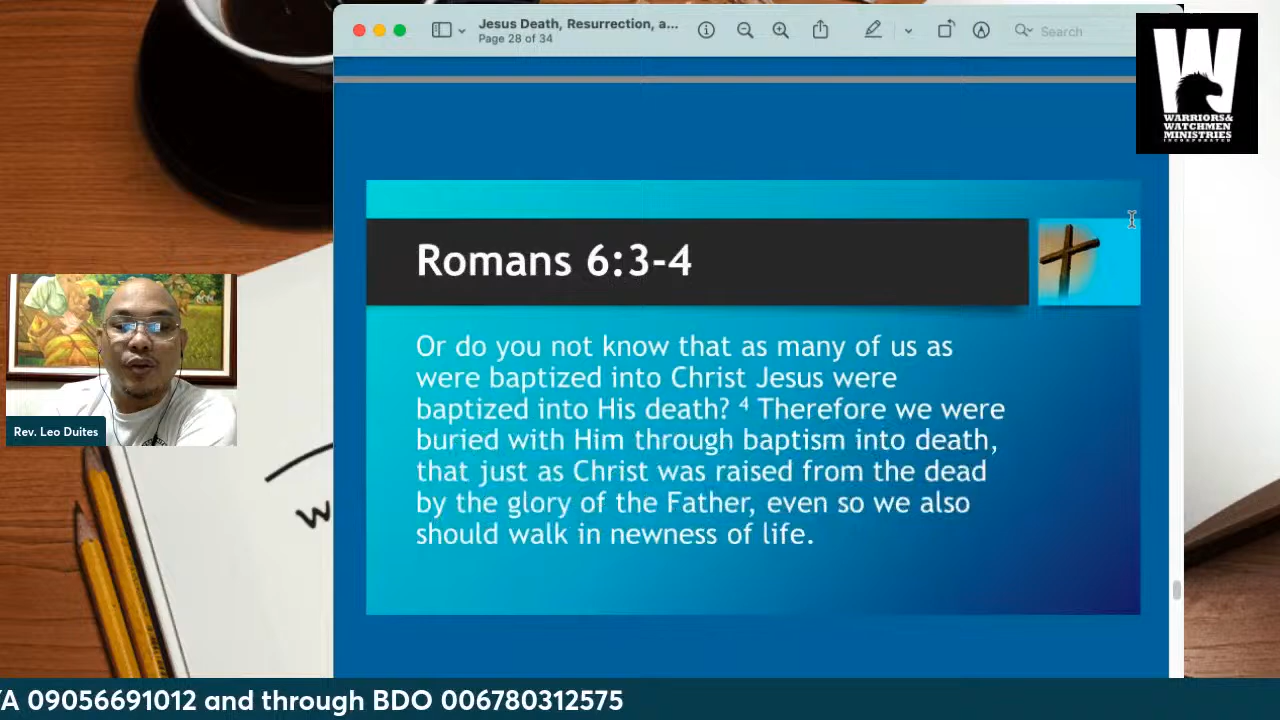 Jesus Death, Resurrection, a...
Page 28 of 34
Search
W
WARRIORS&
WATCHMEN
MINISTRIES
INCORPORATED
Romans 6:3-4
Or do you not know that as many of us as
were baptized into Christ Jesus were
baptized into His death? ⁴ Therefore we were
buried with Him through baptism into death,
that just as Christ was raised from the dead
by the glory of the Father, even so we also
should walk in newness of life.
Rev. Leo Duites
W
YA 09056691012 and through BDO 006780312575